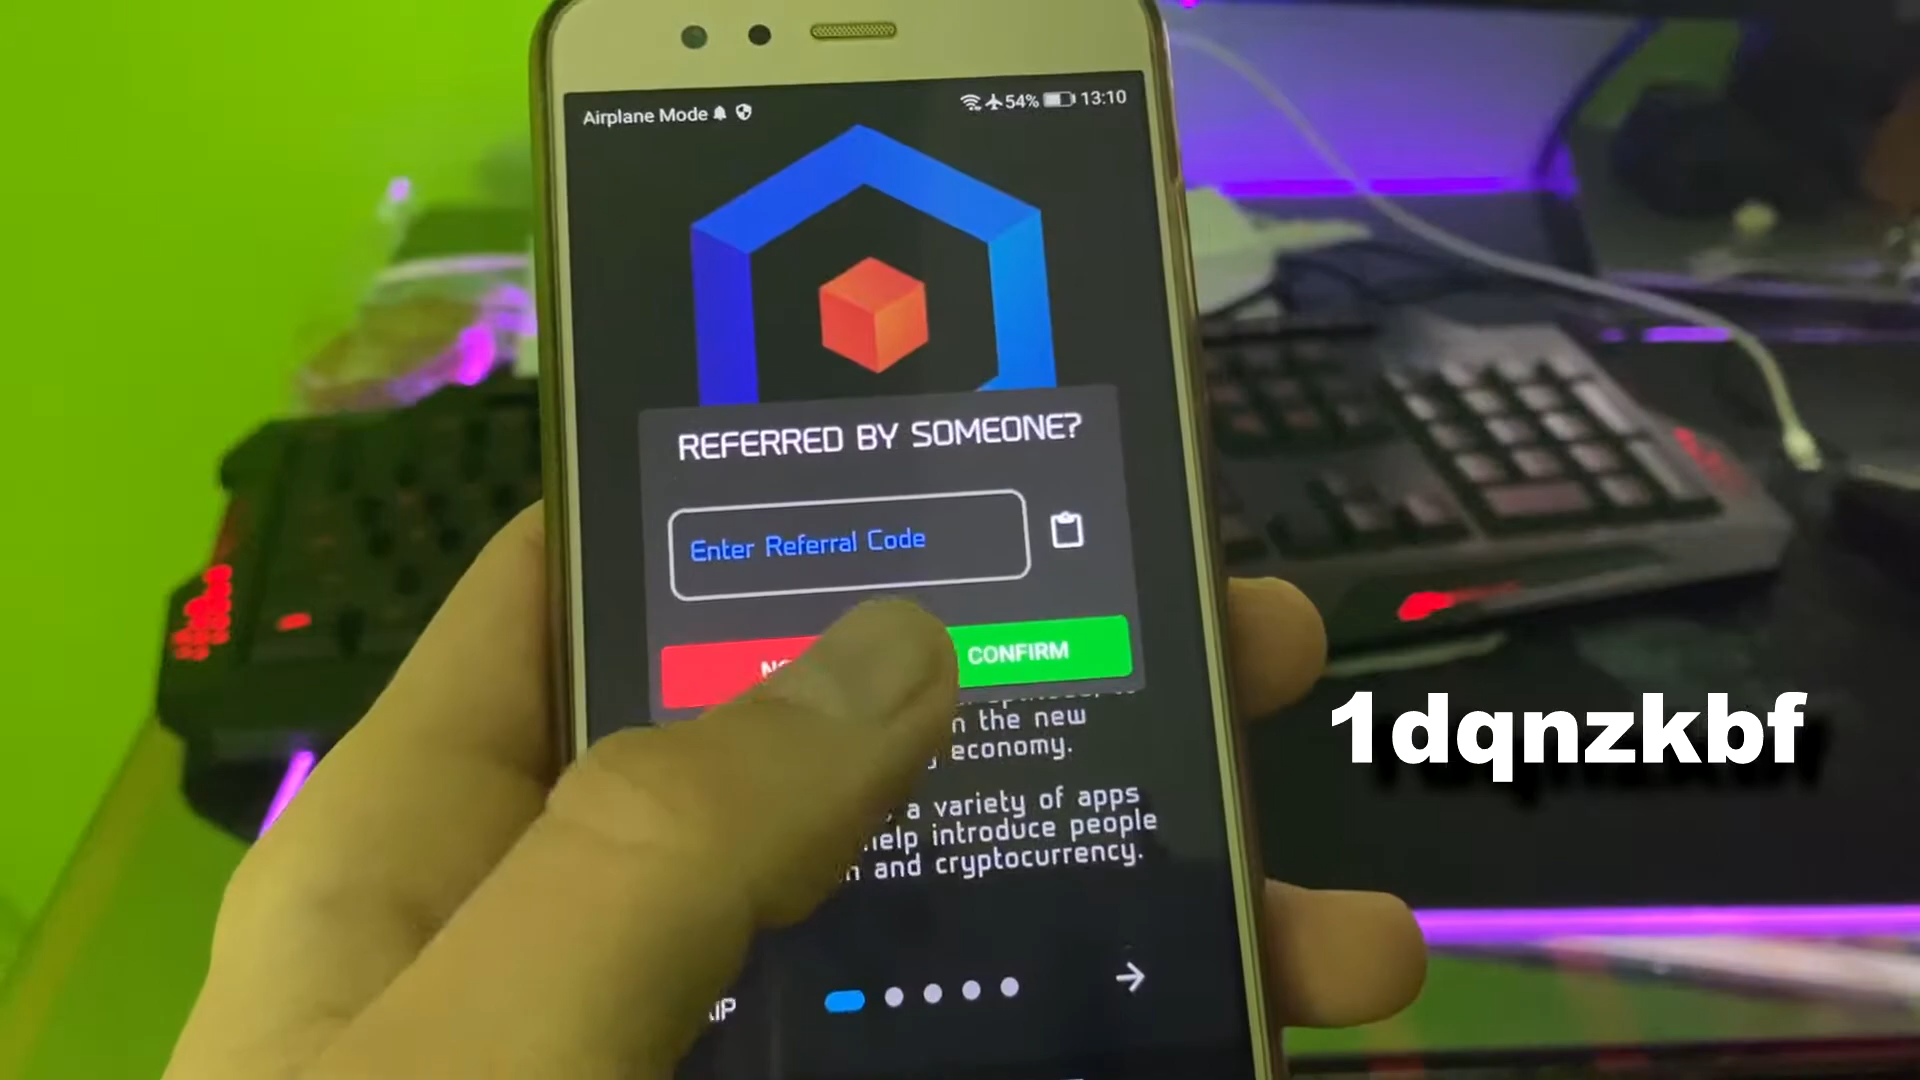 Airplane Mode
54% 13:10
REFERRED BY SOMEONE?
Enter Referral Code
CONFIRM
1dqnzkbf
the new
economy.
a variety of apps
introduce people
and cryptocurrency.